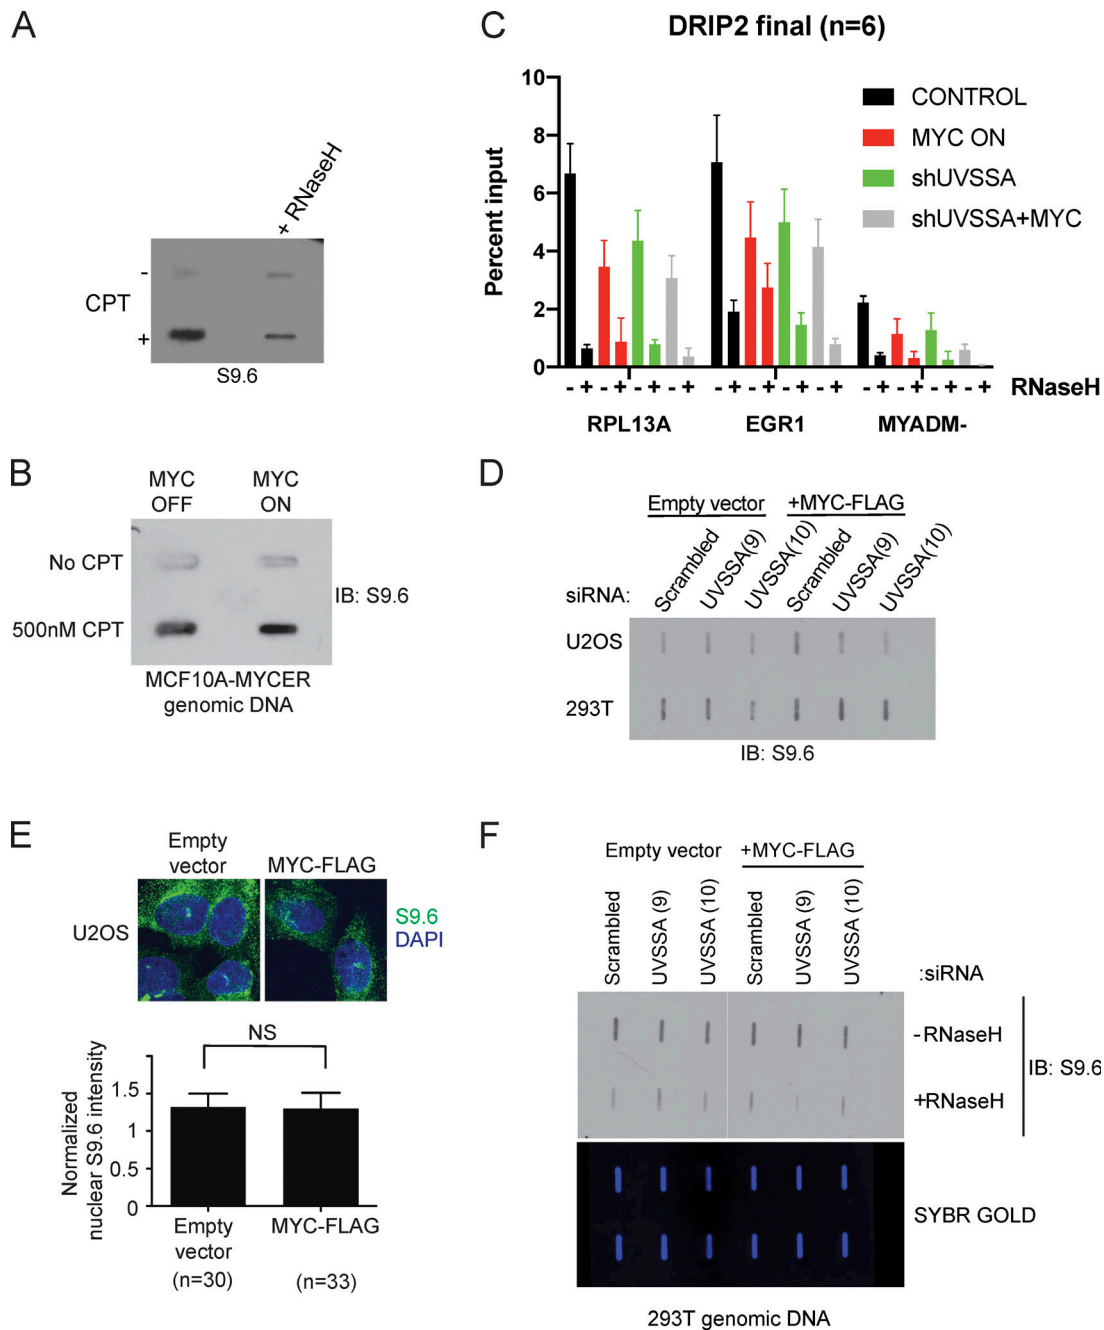 A
+ RNaseH
-
CPT
+
S9.6
B
MYC OFF
MYC ON
No CPT
500nM CPT
IB: S9.6
MCF10A-MYCER
genomic DNA
C
DRIP2 final (n=6)
Percent input
10
8
6
4
2
0
CONTROL
MYC ON
shUVSSA
shUVSSA+MYC
- + - + - + - + - + - + - + - + - + - + - + - + RNaseH
RPL13A EGR1 MYADM-
D
Empty vector +MYC-FLAG
siRNA: Scrambled UVSSA(9) UVSSA(10) Scrambled UVSSA(9) UVSSA(10)
U2OS
293T
IB: S9.6
E
Empty vector
MYC-FLAG
U2OS
S9.6
DAPI
NS
Normalized
nuclear S9.6 intensity
1.5
1
0.5
0
Empty vector
MYC-FLAG
(n=30) (n=33)
F
Empty vector +MYC-FLAG
Scrambled UVSSA (9) UVSSA (10) Scrambled UVSSA (9) UVSSA (10) :siRNA
-RNaseH
+RNaseH
IB: S9.6
SYBR GOLD
293T genomic DNA